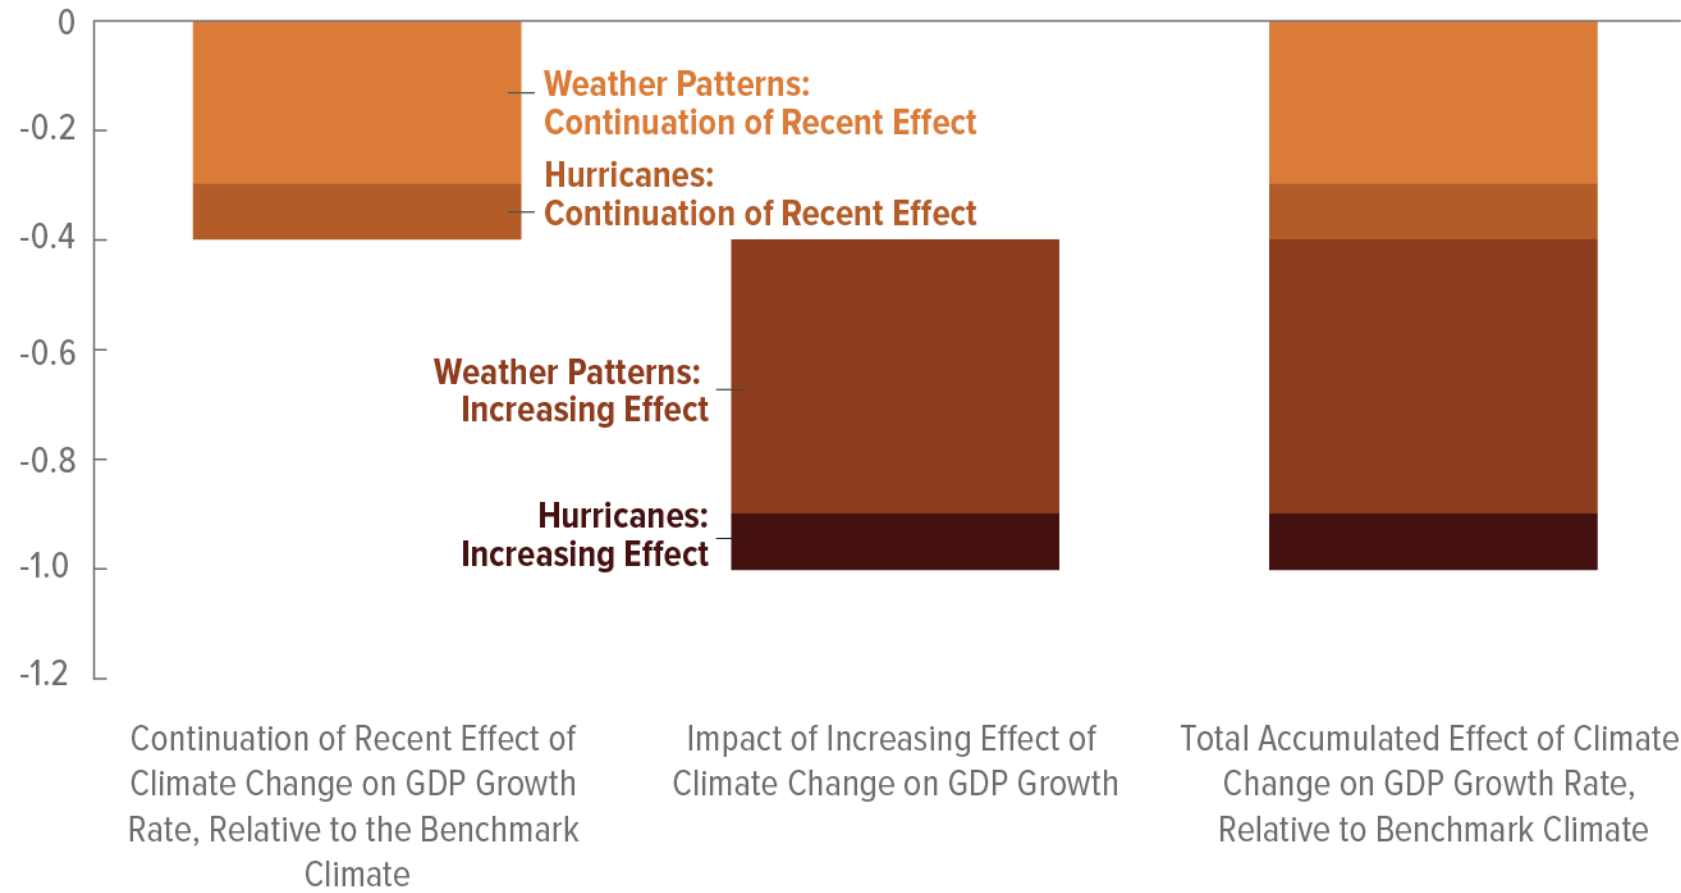 0
-0.2
-0.4
-0.6
-0.8
-1.0
-1.2
Weather Patterns:
Continuation of Recent Effect
Hurricanes:
Continuation of Recent Effect
Weather Patterns:
Increasing Effect
Hurricanes:
Increasing Effect
Continuation of Recent Effect of
Climate Change on GDP Growth
Rate, Relative to the Benchmark
Climate
Impact of Increasing Effect of
Climate Change on GDP Growth
Total Accumulated Effect of Climate
Change on GDP Growth Rate,
Relative to Benchmark Climate